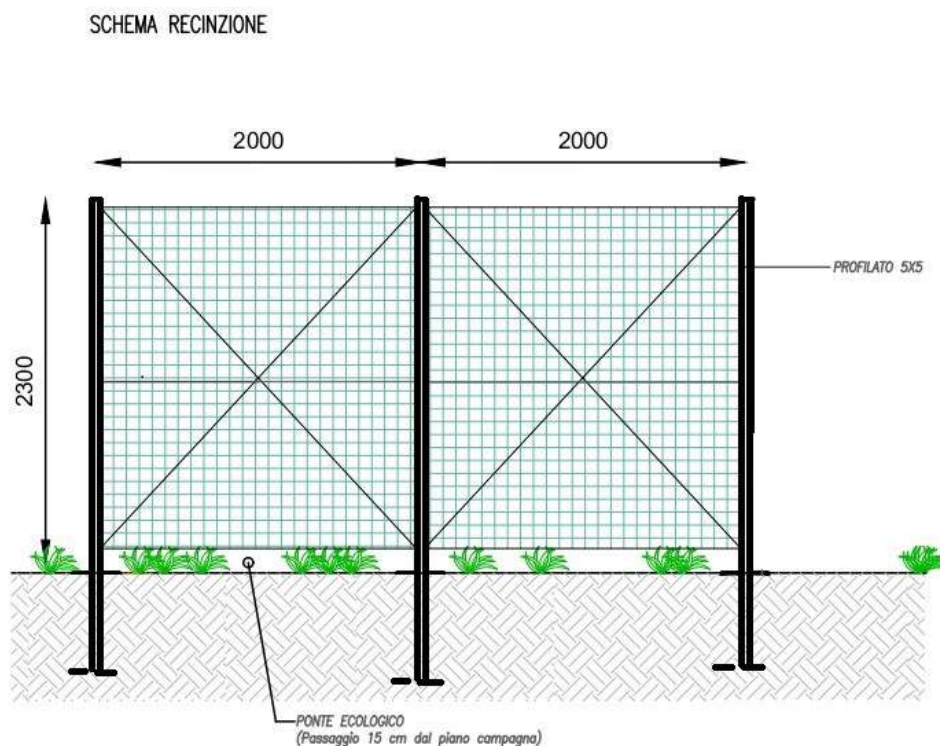 SCHEMA RECINZIONE
2000
2000
PROFILATO 5X5
2300
PONTE ECOLOGICO
(Passaggio 15 cm dal piano campagna)